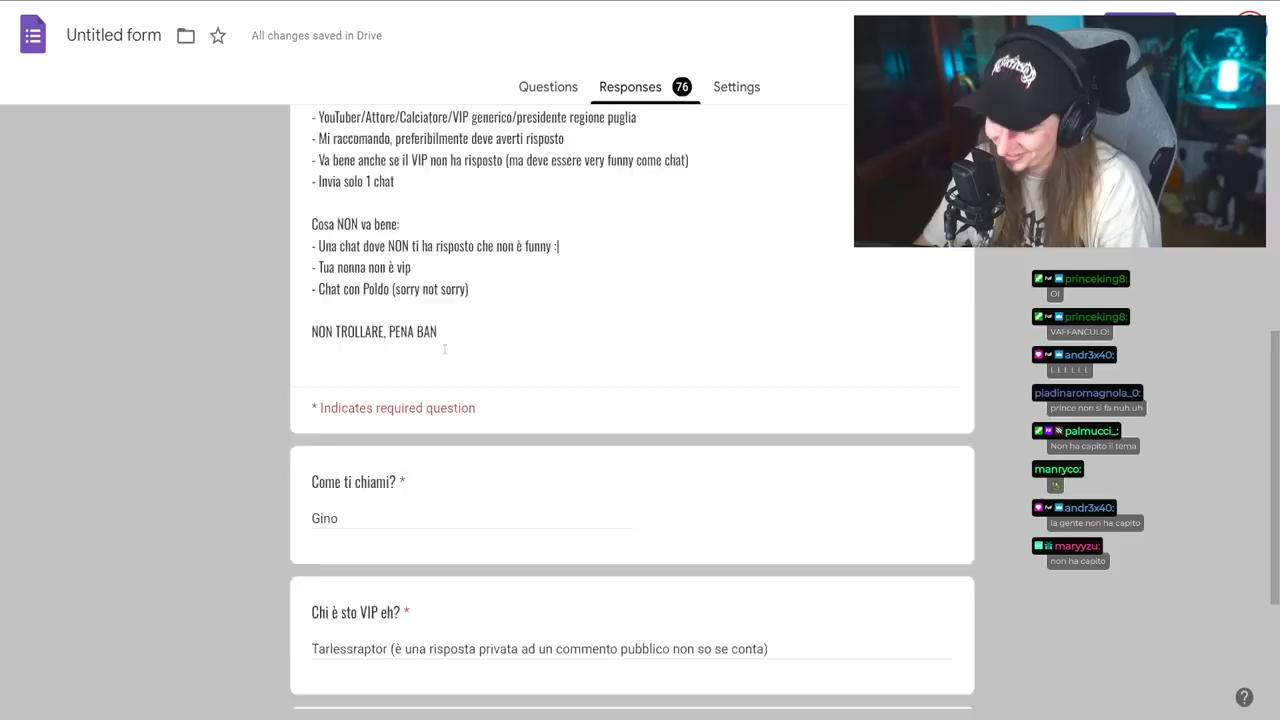 Untitled form
All changes saved in Drive
Questions
Responses
76
Settings
- YouTuber/Attore/Calciatore/VIP generico/presidente regione puglia
- Mi raccomando, preferibilmente deve averti risposto
- Va bene anche se il VIP non ha risposto (ma deve essere very funny come chat)
- Invia solo 1 chat
Cosa NON va bene:
- Una chat dove NON ti ha risposto che non è funny :|
- Tua nonna non è vip
- Chat con Poldo (sorry not sorry)
NON TROLLARE, PENA BAN
* Indicates required question
Come ti chiami? *
Gino
Chi è sto VIP eh? *
Tarlessraptor (è una risposta privata ad un commento pubblico non so se conta)
princeking8:
OI
princeking8:
VAFFANCULO!
andr3x40:
L L L L L L
piadinaromagnola_0:
prince non si fa nuh uh
palmucci_:
Non ha capito il tema
manryco:
andr3x40:
la gente non ha capito
maryyzu:
non ha capito